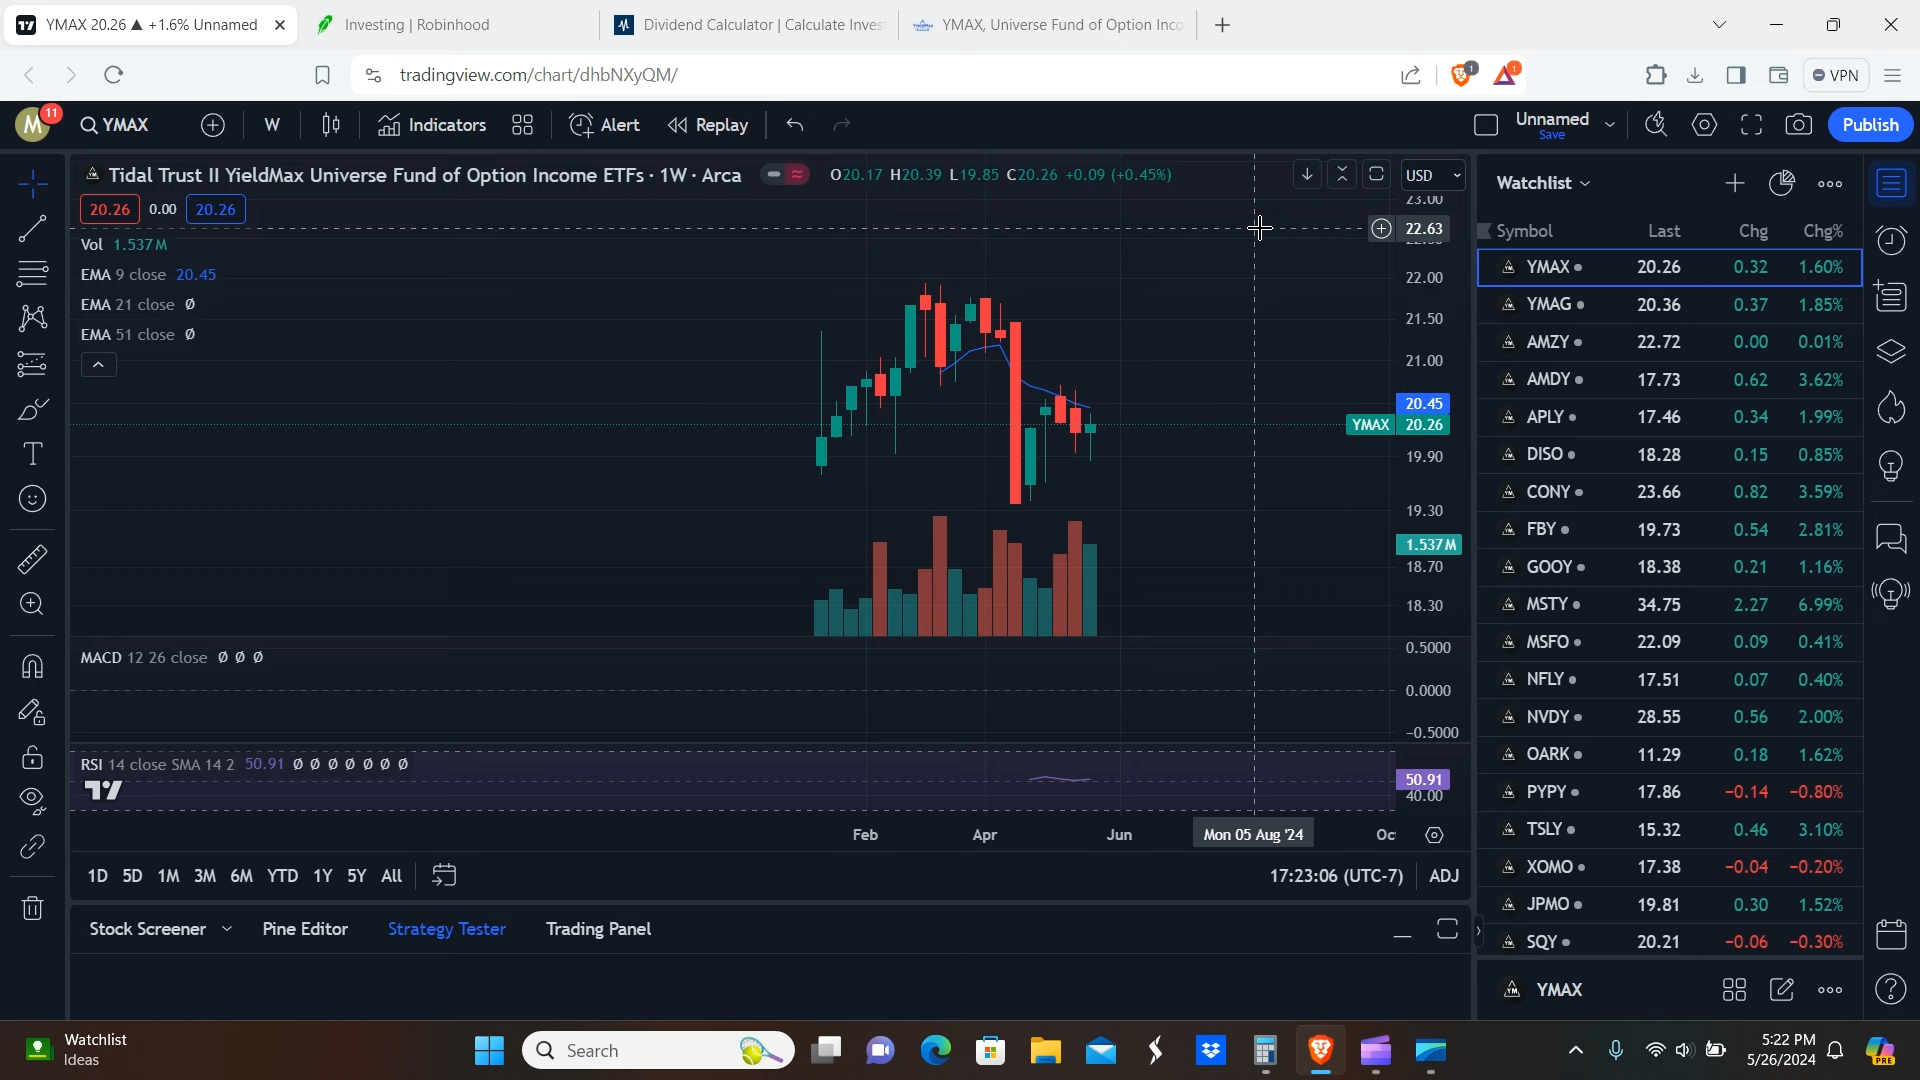 YMAX 20.26 ▲ +1.6% Unnamed
Investing | Robinhood
Dividend Calculator | Calculate Inves
YMAX, Universe Fund of Option Inco
tradingview.com/chart/dhbNXyQM/
1
1
VPN
M
11
YMAX
W
Indicators
Alert
Replay
Unnamed
Save
Publish
Tidal Trust II YieldMax Universe Fund of Option Income ETFs · 1W · Arca
O20.17 H20.39 L19.85 C20.26 +0.09 (+0.45%)
USD
20.26 0.00 20.26
Vol 1.537M
EMA 9 close 20.45
EMA 21 close Ø
EMA 51 close Ø
23.00
22.63
22.00
21.50
21.00
20.45
YMAX 20.26
19.90
19.30
1.537M
18.70
18.30
MACD 12 26 close Ø Ø Ø
0.5000
0.0000
−0.5000
RSI 14 close SMA 14 2 50.91 Ø Ø Ø Ø Ø Ø Ø
50.91
40.00
Feb
Apr
Jun
Mon 05 Aug '24
Oc
1D 5D 1M 3M 6M YTD 1Y 5Y All
17:23:06 (UTC-7)
ADJ
Stock Screener
Pine Editor
Strategy Tester
Trading Panel
Watchlist
Symbol Last Chg Chg%
YMAX 20.26 0.32 1.60%
YMAG 20.36 0.37 1.85%
AMZY 22.72 0.00 0.01%
AMDY 17.73 0.62 3.62%
APLY 17.46 0.34 1.99%
DISO 18.28 0.15 0.85%
CONY 23.66 0.82 3.59%
FBY 19.73 0.54 2.81%
GOOY 18.38 0.21 1.16%
MSTY 34.75 2.27 6.99%
MSFO 22.09 0.09 0.41%
NFLY 17.51 0.07 0.40%
NVDY 28.55 0.56 2.00%
OARK 11.29 0.18 1.62%
PYPY 17.86 −0.14 −0.80%
TSLY 15.32 0.46 3.10%
XOMO 17.38 −0.04 −0.20%
JPMO 19.81 0.30 1.52%
SQY 20.21 −0.06 −0.30%
YMAX
Watchlist
Ideas
Search
5:22 PM
5/26/2024
PRE